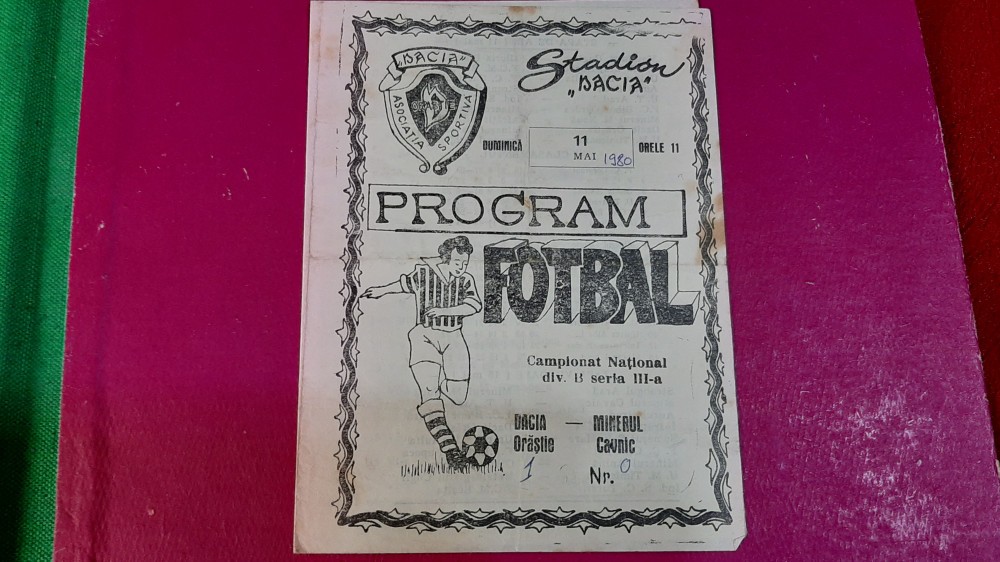 „DACIA"
ASOCIAȚIA SPORTIVA
Stadion
„DACIA"
DUMINICĂ 11 MAI 1980 ORELE 11
PROGRAM
FOTBAL
Campionat Național
div. B seria III-a
DACIA — MINERUL
Orăștie Cavnic
1 0
Nr.